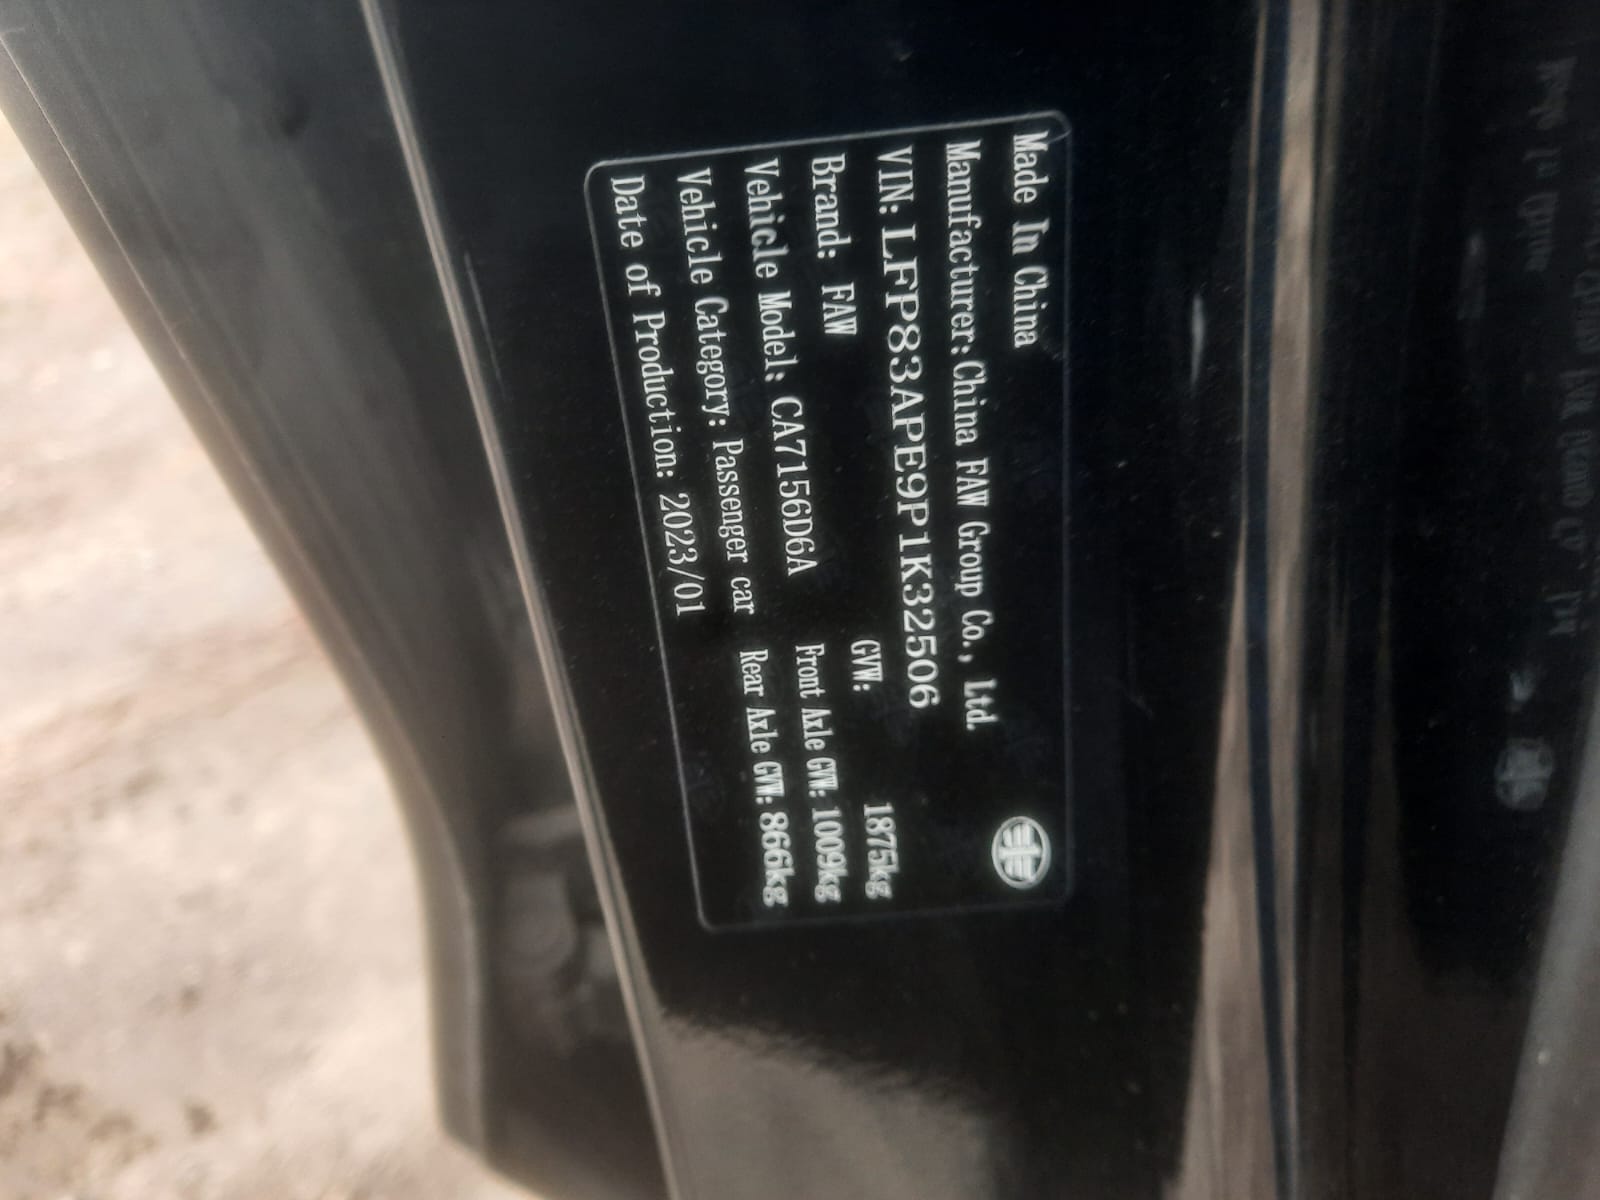 Made In China
Manufacturer: China FAW Group Co., Ltd.
VIN: LFP83APE9P1K32506
Brand: FAW GVW: 1875kg
Vehicle Model: CA7156D6A Front Axle GVW: 1009kg
Vehicle Category: Passenger car Rear Axle GVW: 866kg
Date of Production: 2023/01